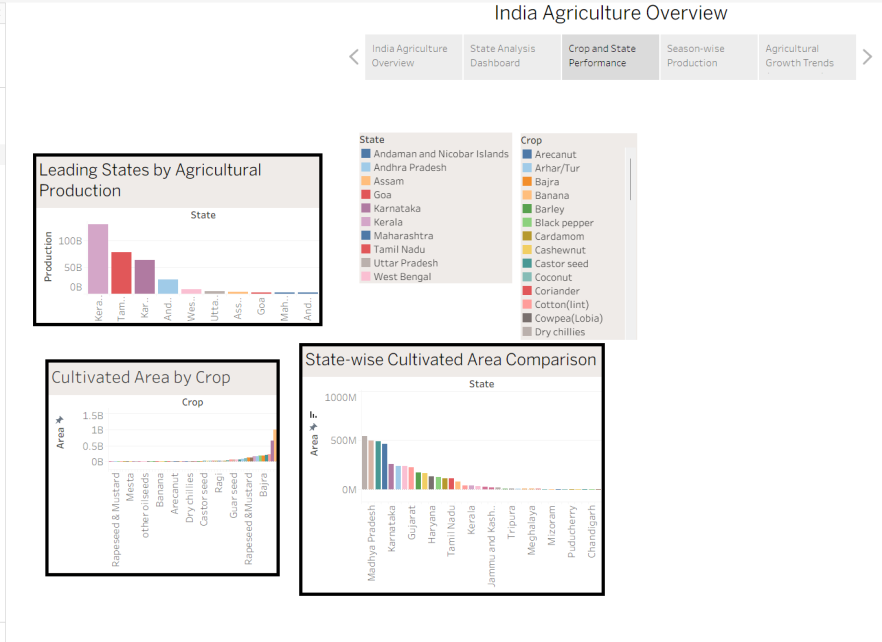 India Agriculture Overview
India Agriculture Overview
State Analysis Dashboard
Crop and State Performance
Season-wise Production
Agricultural Growth Trends
State
Andaman and Nicobar Islands
Andhra Pradesh
Assam
Goa
Karnataka
Kerala
Maharashtra
Tamil Nadu
Uttar Pradesh
West Bengal
Crop
Arecanut
Arhar/Tur
Bajra
Banana
Barley
Black pepper
Cardamom
Cashewnut
Castor seed
Coconut
Coriander
Cotton(lint)
Cowpea(Lobia)
Dry chillies
Leading States by Agricultural
Production
State
Production
100B
50B
0B
Kera..
Tam..
Kar..
And..
Wes..
Utta..
Ass..
Goa
Mah..
And..
Cultivated Area by Crop
Crop
Area
1.5B
1B
0.5B
0B
Rapeseed & Mustard
Mesta
other oilseeds
Banana
Arecanut
Dry chillies
Castor seed
Ragi
Guar seed
Rapeseed &Mustard
Bajra
State-wise Cultivated Area Comparison
State
Area
1000M
500M
0M
Madhya Pradesh
Karnataka
Gujarat
Haryana
Tamil Nadu
Kerala
Jammu and Kash..
Tripura
Meghalaya
Mizoram
Puducherry
Chandigarh